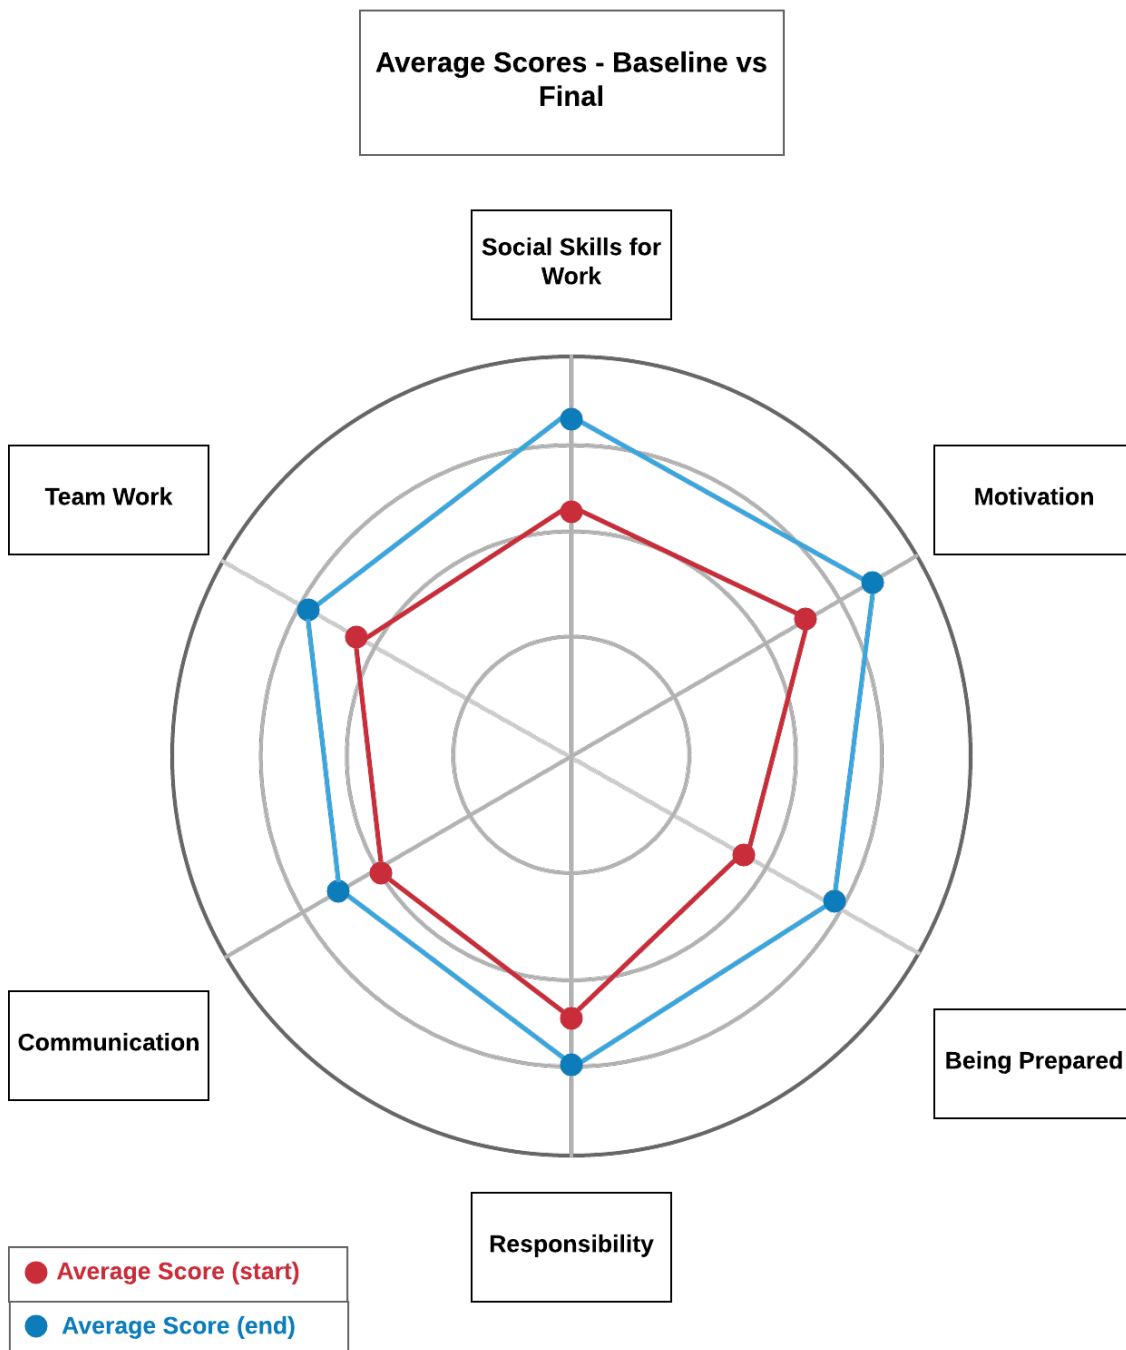 Average Scores - Baseline vs
Final
Social Skills for
Work
Team Work
Motivation
Communication
Being Prepared
Responsibility
Average Score (start)
Average Score (end)